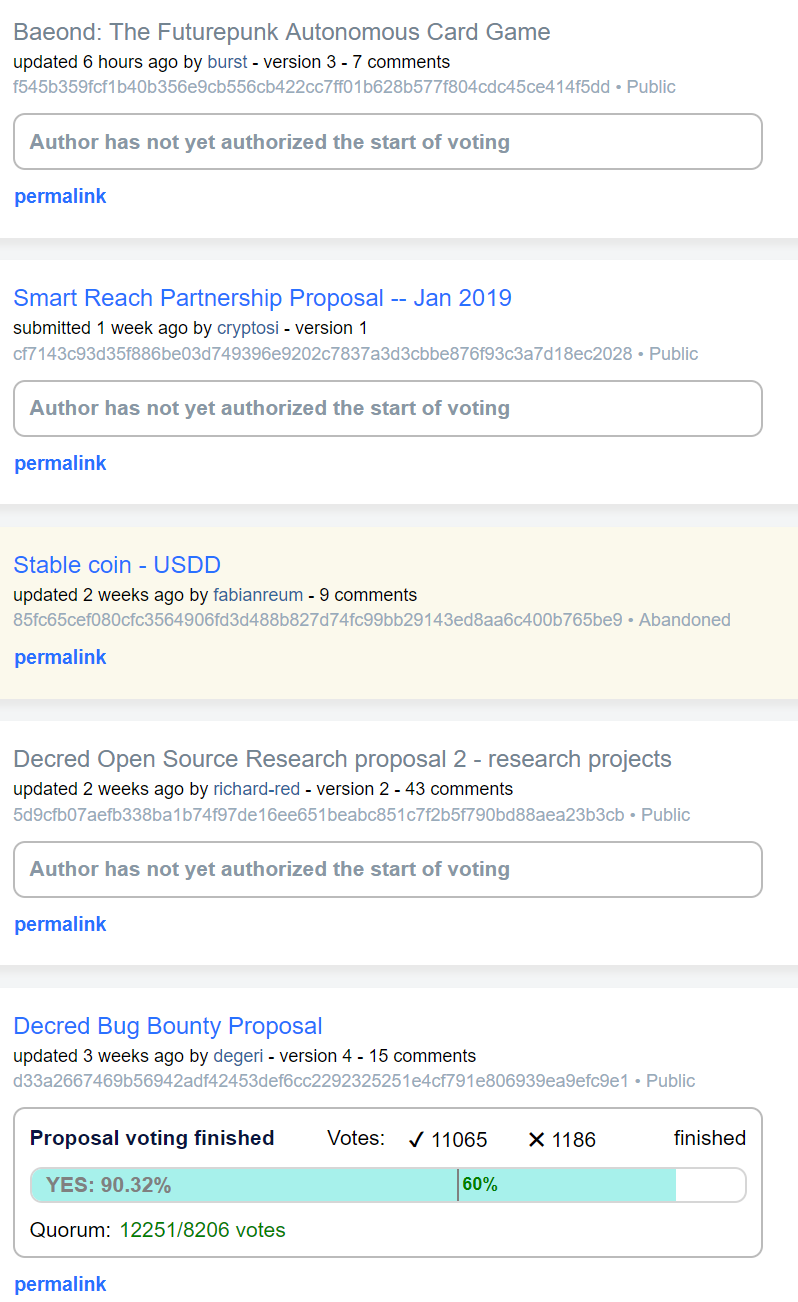 Baeond: The Futurepunk Autonomous Card Game
updated 6 hours ago by burst - version 3 - 7 comments
f545b359fcf1b40b356e9cb556cb422cc7ff01b628b577f804cdc45ce414f5dd • Public
Author has not yet authorized the start of voting
permalink
Smart Reach Partnership Proposal -- Jan 2019
submitted 1 week ago by cryptosi - version 1
cf7143c93d35f886be03d749396e9202c7837a3d3cbbe876f93c3a7d18ec2028 • Public
Author has not yet authorized the start of voting
permalink
Stable coin - USDD
updated 2 weeks ago by fabianreum - 9 comments
85fc65cef080cfc3564906fd3d488b827d74fc99bb29143ed8aa6c400b765be9 • Abandoned
permalink
Decred Open Source Research proposal 2 - research projects
updated 2 weeks ago by richard-red - version 2 - 43 comments
5d9cfb07aefb338ba1b74f97de16ee651beabc851c7f2b5f790bd88aea23b3cb • Public
Author has not yet authorized the start of voting
permalink
Decred Bug Bounty Proposal
updated 3 weeks ago by degeri - version 4 - 15 comments
d33a2667469b56942adf42453def6cc2292325251e4cf791e806939ea9efc9e1 • Public
Proposal voting finished Votes: ✓ 11065 ✕ 1186 finished
YES: 90.32% 60%
Quorum: 12251/8206 votes
permalink